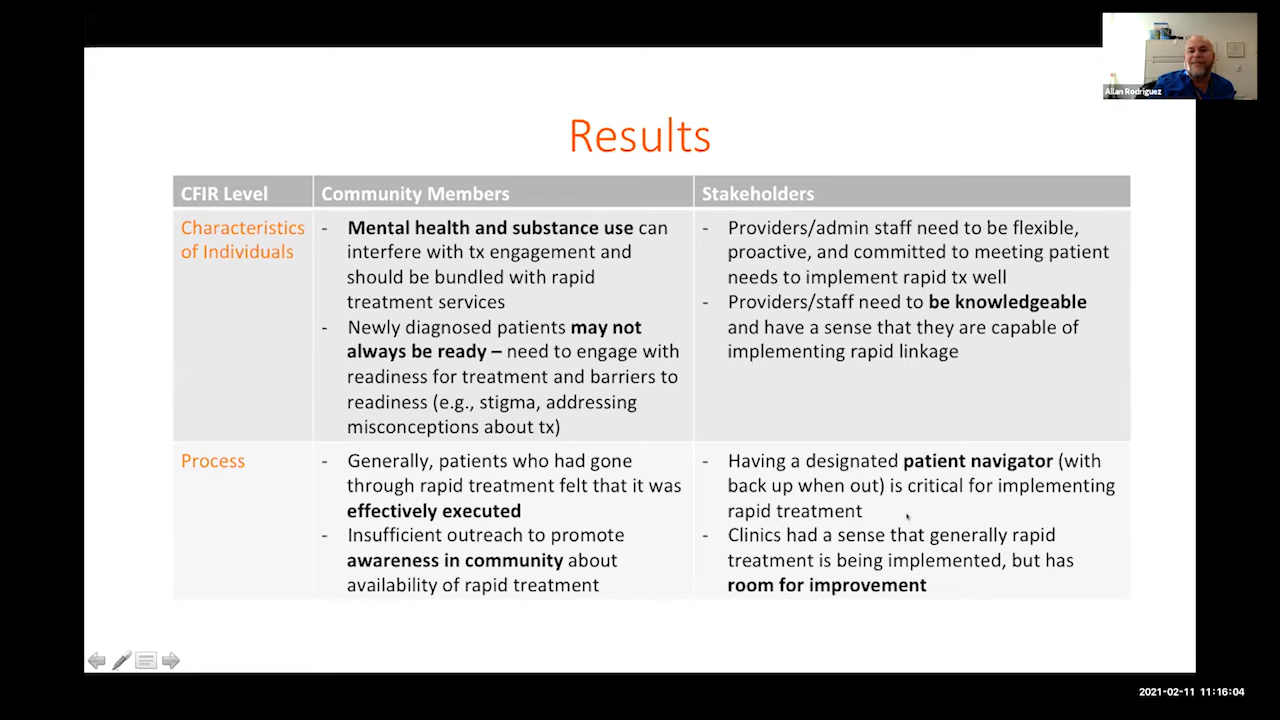 Allan Rodriguez
Results
CFIR Level
Community Members
Stakeholders
Characteristics
of Individuals
- Mental health and substance use can
interfere with tx engagement and
should be bundled with rapid
treatment services
- Newly diagnosed patients may not
always be ready – need to engage with
readiness for treatment and barriers to
readiness (e.g., stigma, addressing
misconceptions about tx)
- Providers/admin staff need to be flexible,
proactive, and committed to meeting patient
needs to implement rapid tx well
- Providers/staff need to be knowledgeable
and have a sense that they are capable of
implementing rapid linkage
Process
- Generally, patients who had gone
through rapid treatment felt that it was
effectively executed
- Insufficient outreach to promote
awareness in community about
availability of rapid treatment
- Having a designated patient navigator (with
back up when out) is critical for implementing
rapid treatment
- Clinics had a sense that generally rapid
treatment is being implemented, but has
room for improvement
2021-02-11 11:16:04